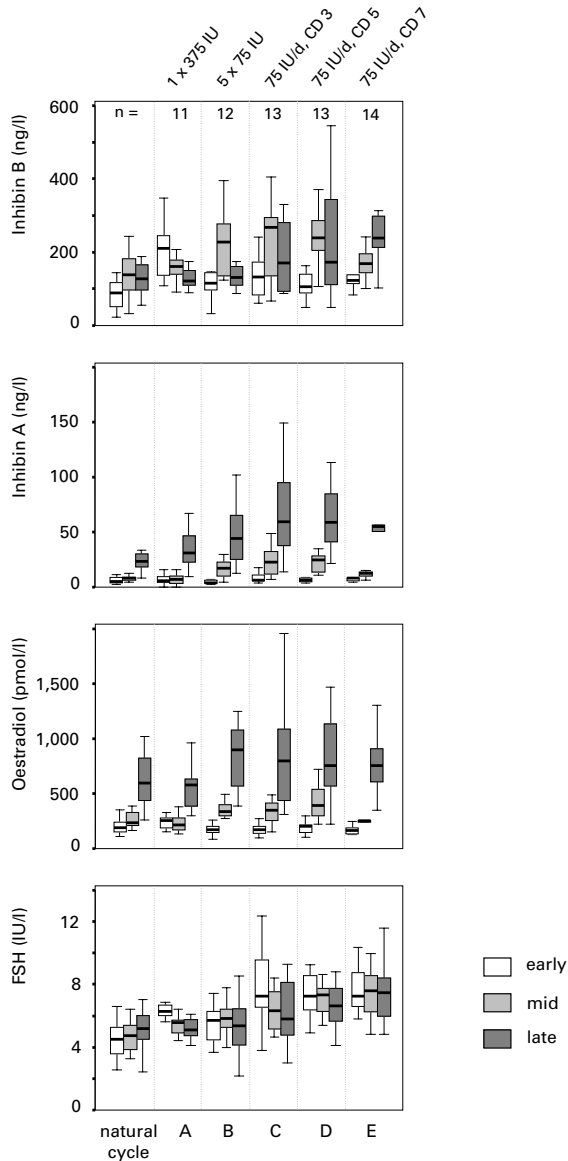 1 x 375 IU
5 x 75 IU
75 IU/d, CD 3
75 IU/d, CD 5
75 IU/d, CD 7
n = 11 12 13 13 14
Inhibin B (ng/l)
600
400
200
0
Inhibin A (ng/l)
150
100
50
0
Oestradiol (pmol/l)
1,500
1,000
500
0
FSH (IU/l)
12
8
4
0
early
mid
late
natural cycle A B C D E